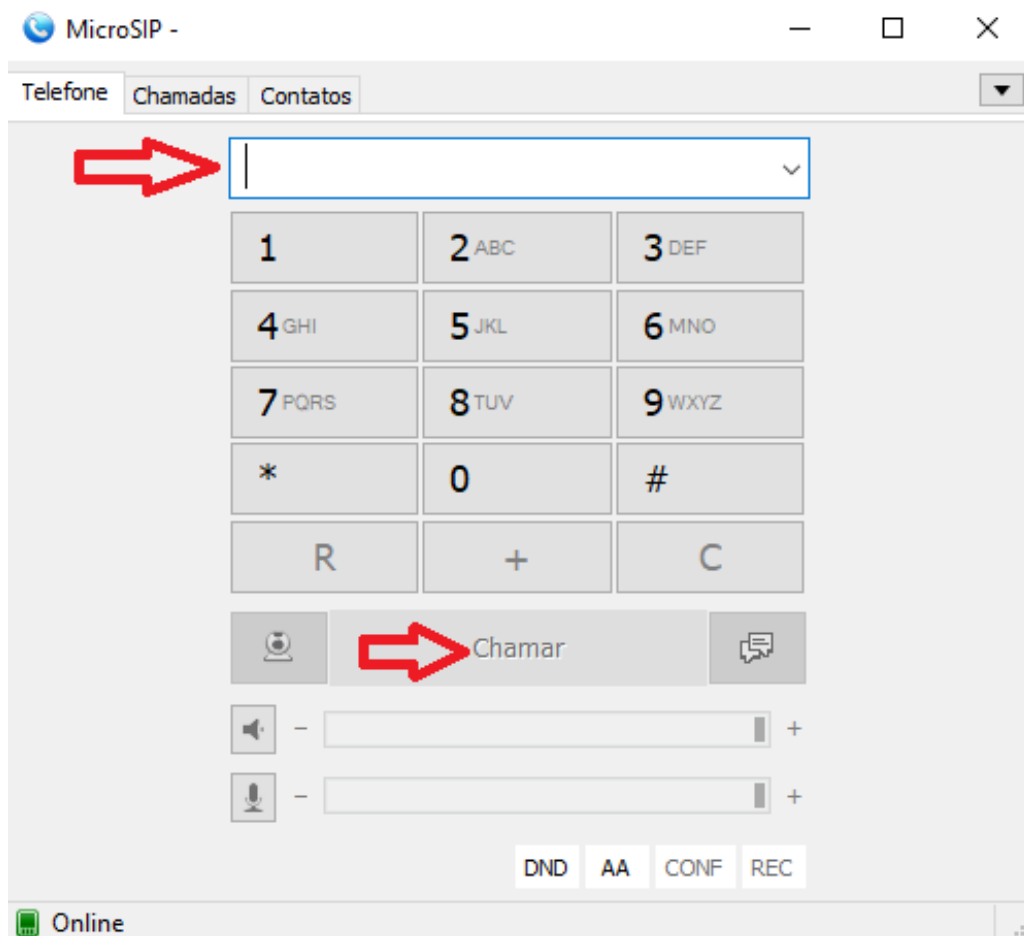 MicroSIP -
Telefone Chamadas Contatos
1 2 ABC 3 DEF
4 GHI 5 JKL 6 MNO
7 PQRS 8 TUV 9 WXYZ
* 0 #
R + C
Chamar
- +
- +
DND AA CONF REC
Online